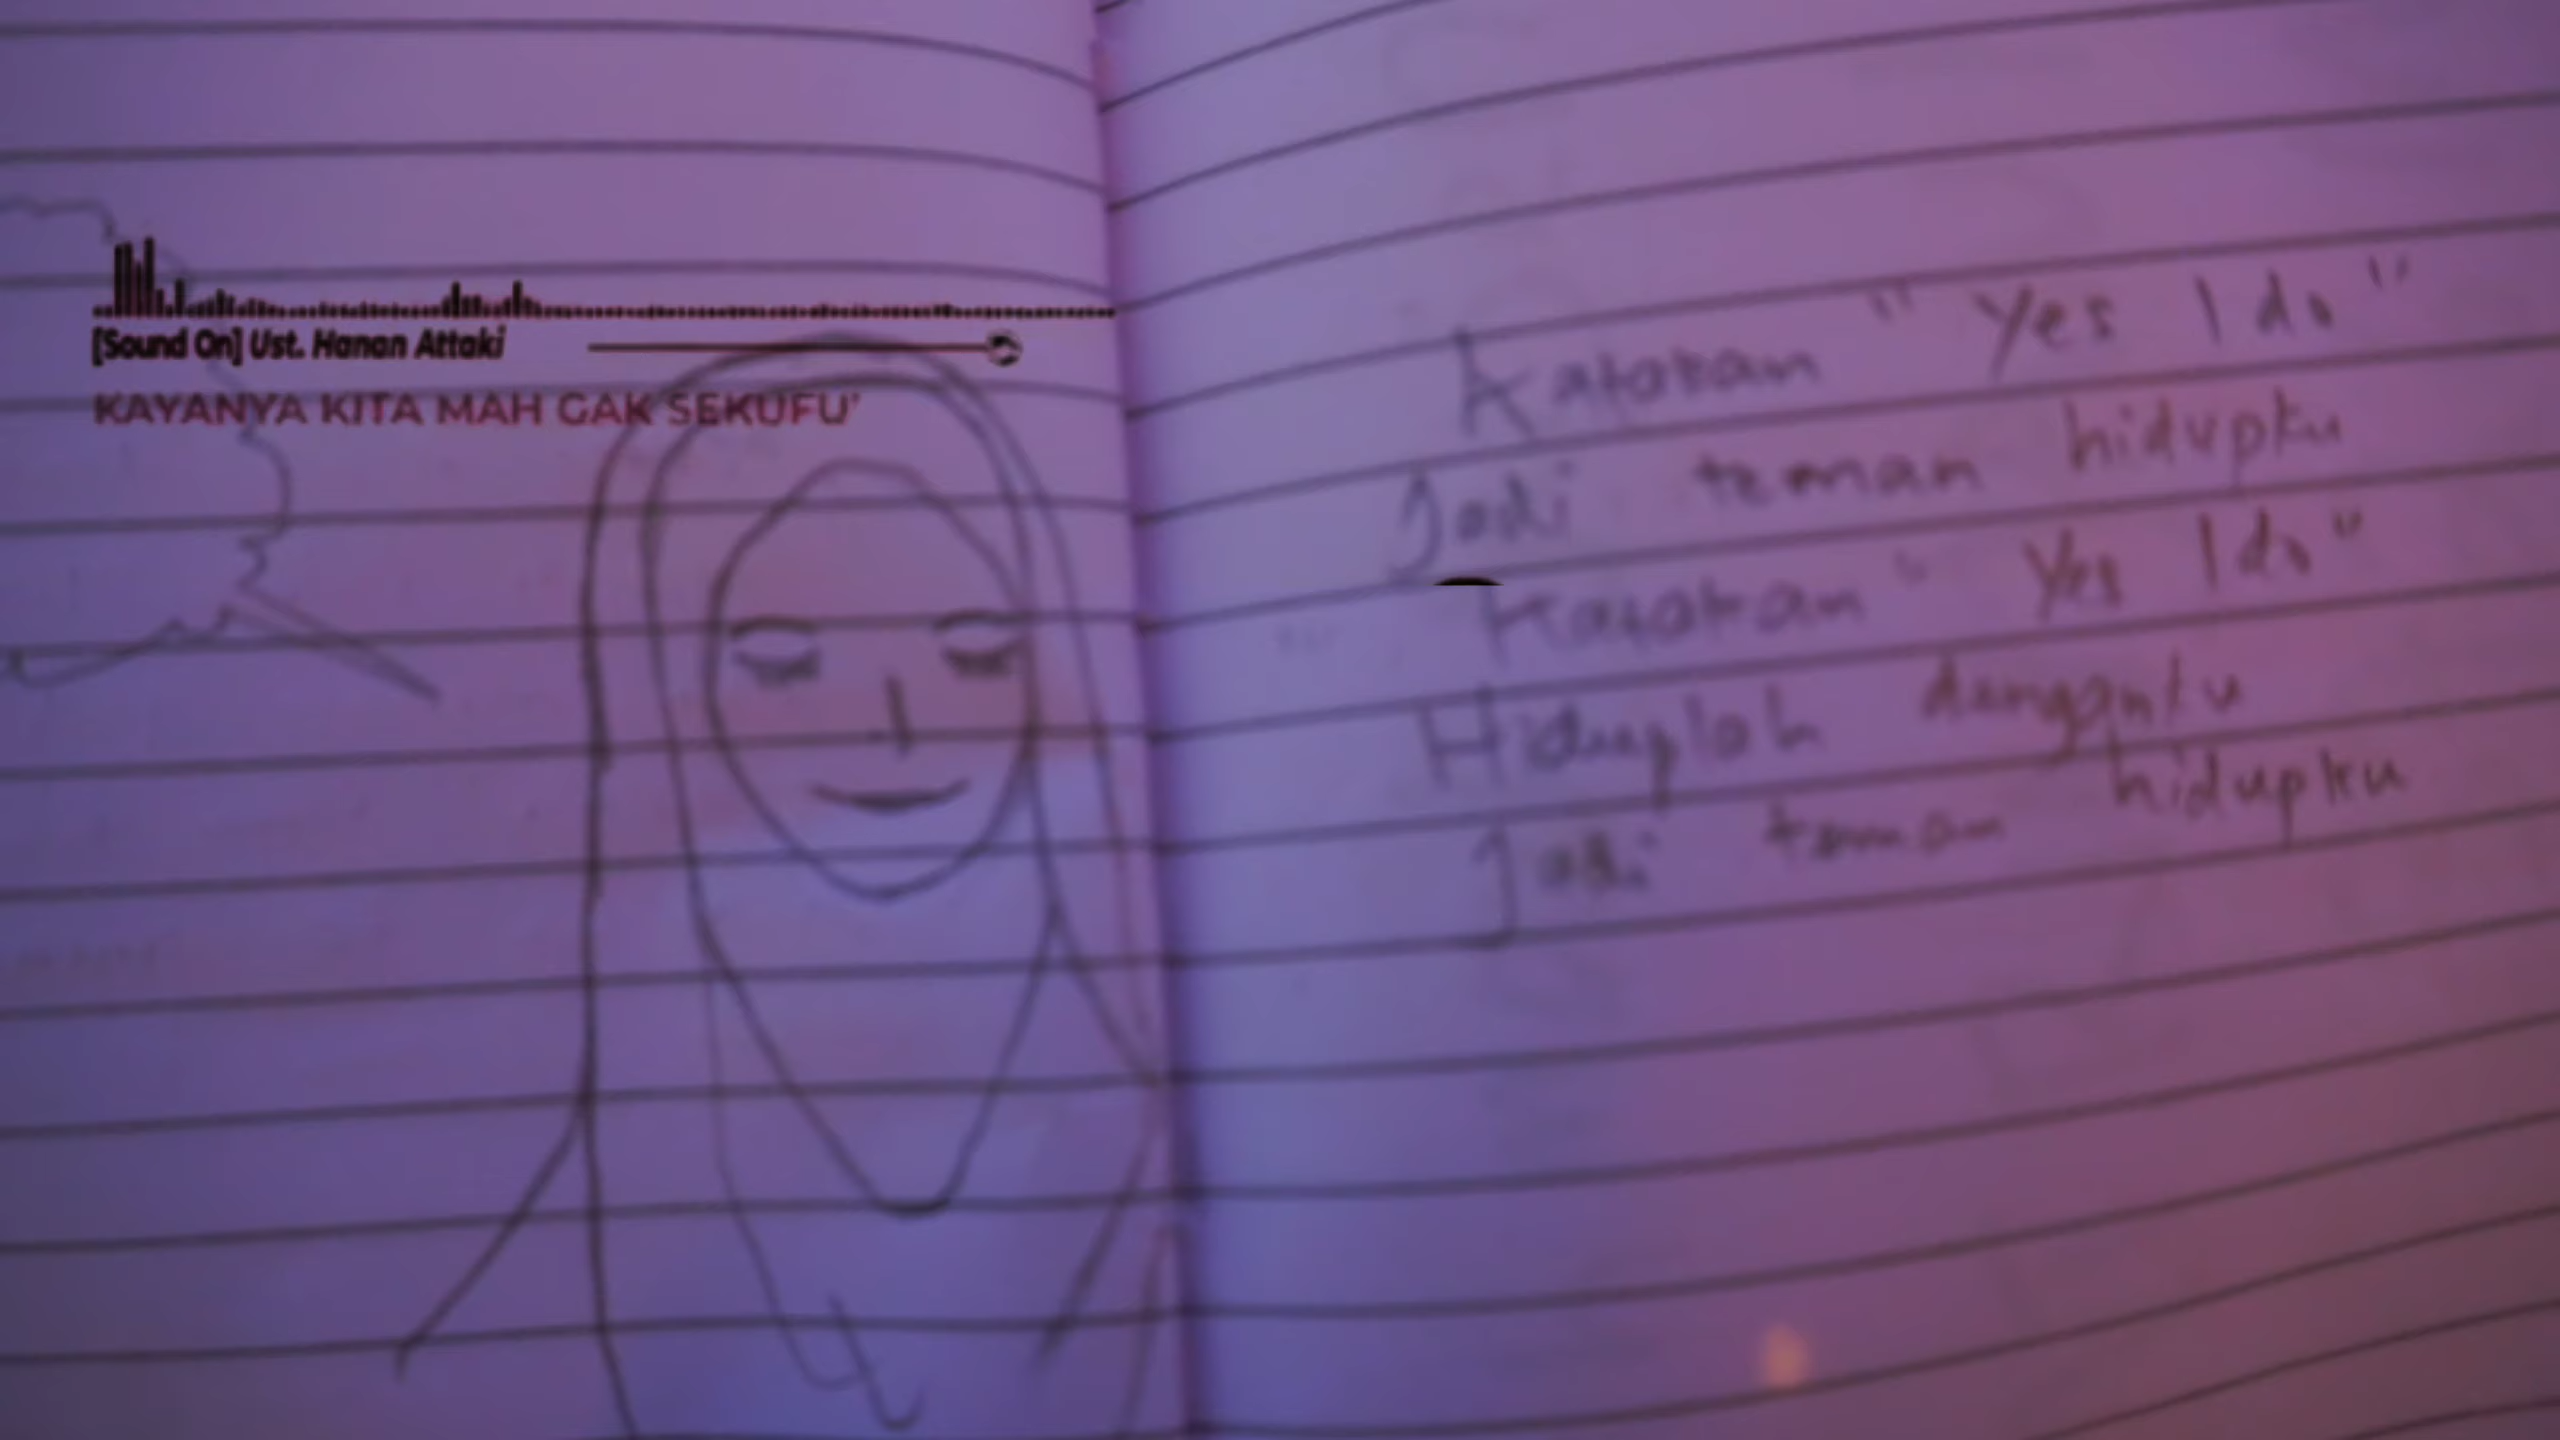 [Sound On] Ust. Hanan Attaki
KAYANYA KITA MAH GAK SEKUFU'
Katakan "Yes I do"
Jadi teman hidupku
Katakan "Yes I do"
Hiduplah denganku
Jadi teman hidupku